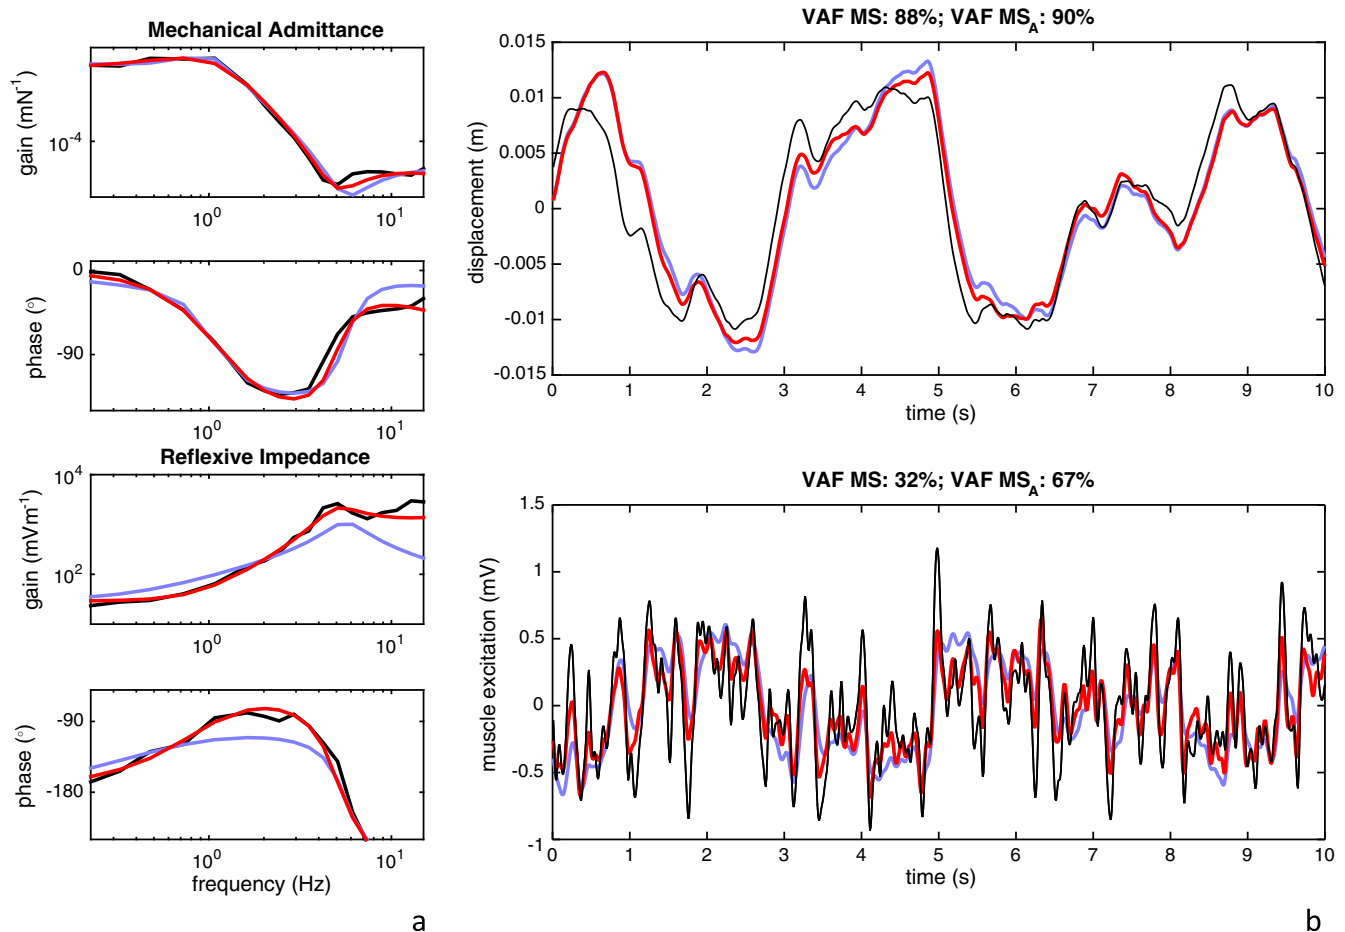 Mechanical Admittance
gain (mN⁻¹)
10⁻⁴
10⁰ 10¹
phase (°)
0
-90
10⁰ 10¹
Reflexive Impedance
gain (mVm⁻¹)
10⁴
10²
10⁰ 10¹
phase (°)
-90
-180
10⁰ 10¹
frequency (Hz)
a
VAF MS: 88%; VAF MS_A: 90%
displacement (m)
0.015
0.010
0.005
0
-0.005
-0.01
-0.015
0 1 2 3 4 5 6 7 8 9 10
time (s)
VAF MS: 32%; VAF MS_A: 67%
muscle excitation (mV)
1.5
1
0.5
0
-0.5
-1
0 1 2 3 4 5 6 7 8 9 10
time (s)
b